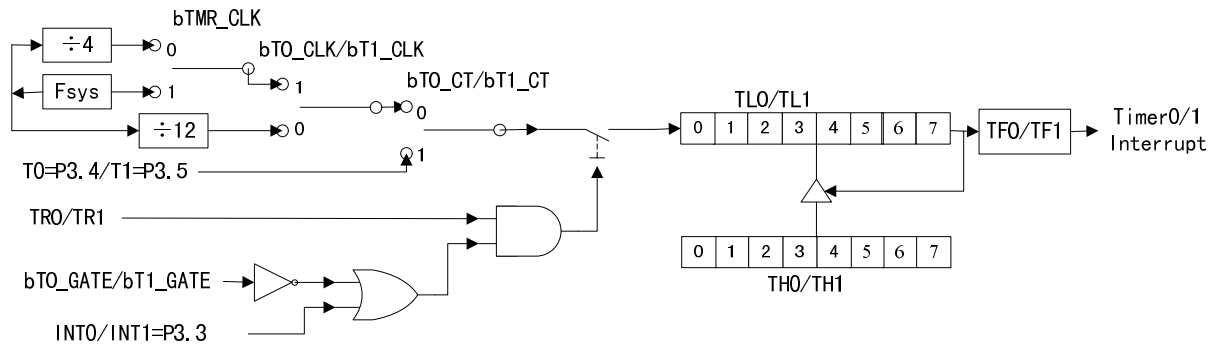 bTMR_CLK
÷4
0
bT0_CLK/bT1_CLK
Fsys
1
1
bT0_CT/bT1_CT
0
÷12
0
TL0/TL1
0 1 2 3 4 5 6 7
TF0/TF1
Timer0/1
Interrupt
1
T0=P3.4/T1=P3.5
TR0/TR1
0 1 2 3 4 5 6 7
TH0/TH1
bT0_GATE/bT1_GATE
INT0/INT1=P3.3